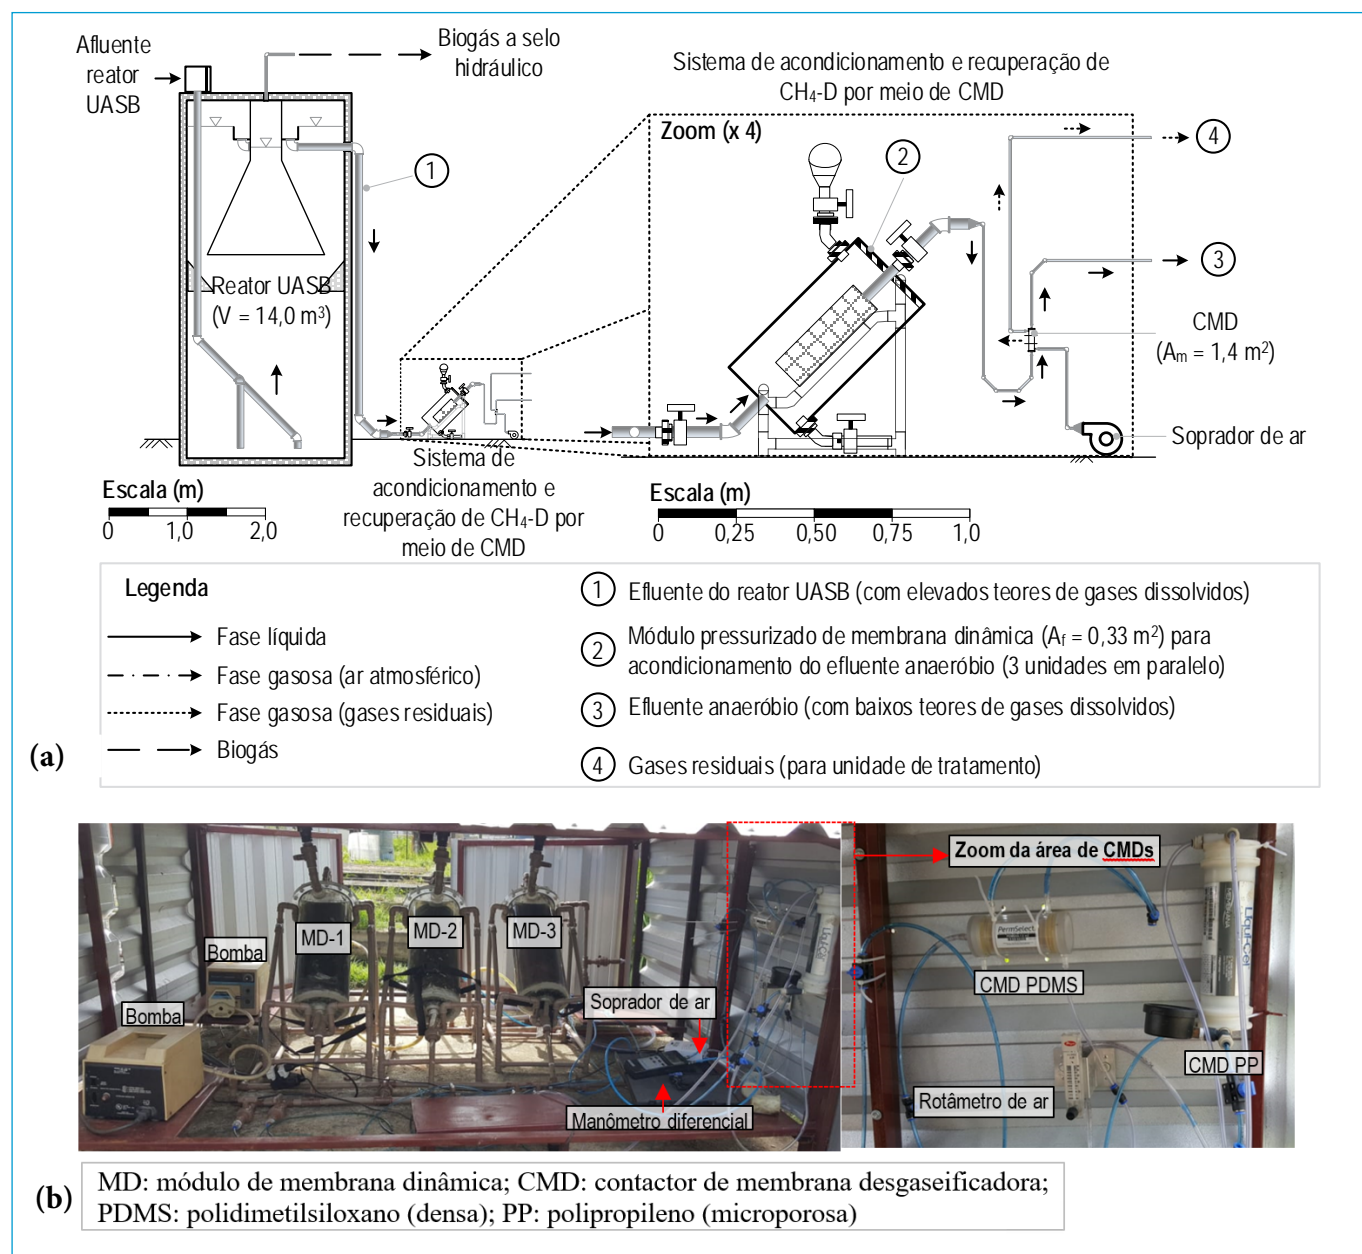 Afluente
reator
UASB
Biogás a selo
hidráulico
1
Reator UASB
(V = 14,0 m³)
Sistema de
acondicionamento e
recuperação de CH₄-D por
meio de CMD
Escala (m)
0 1,0 2,0
Sistema de acondicionamento e recuperação de
CH₄-D por meio de CMD
Zoom (x 4)
2
4
3
CMD
(Aₘ = 1,4 m²)
Soprador de ar
Escala (m)
0 0,25 0,50 0,75 1,0
Legenda
Fase líquida
Fase gasosa (ar atmosférico)
Fase gasosa (gases residuais)
Biogás
1 Efluente do reator UASB (com elevados teores de gases dissolvidos)
2 Módulo pressurizado de membrana dinâmica (A_f = 0,33 m²) para
acondicionamento do efluente anaeróbio (3 unidades em paralelo)
3 Efluente anaeróbio (com baixos teores de gases dissolvidos)
4 Gases residuais (para unidade de tratamento)
(a)
MD-1
MD-2
MD-3
Bomba
Bomba
Soprador de ar
Manômetro diferencial
Zoom da área de CMDs
PermSelect
CMD PDMS
Liqui-Cel
CMD PP
Rotâmetro de ar
(b)
MD: módulo de membrana dinâmica; CMD: contactor de membrana desgaseificadora;
PDMS: polidimetilsiloxano (densa); PP: polipropileno (microporosa)